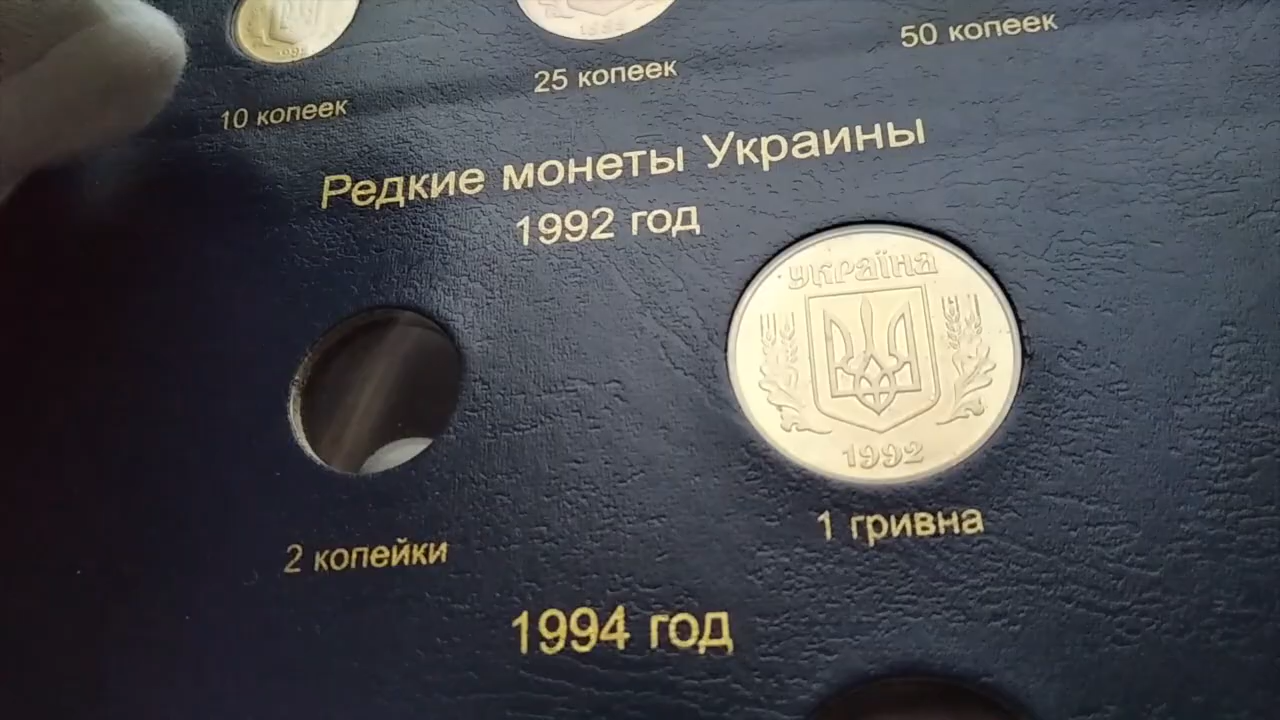 50 копеек
25 копеек
10 копеек
Редкие монеты Украины
1992 год
Україна
1992
1 гривна
2 копейки
1994 год